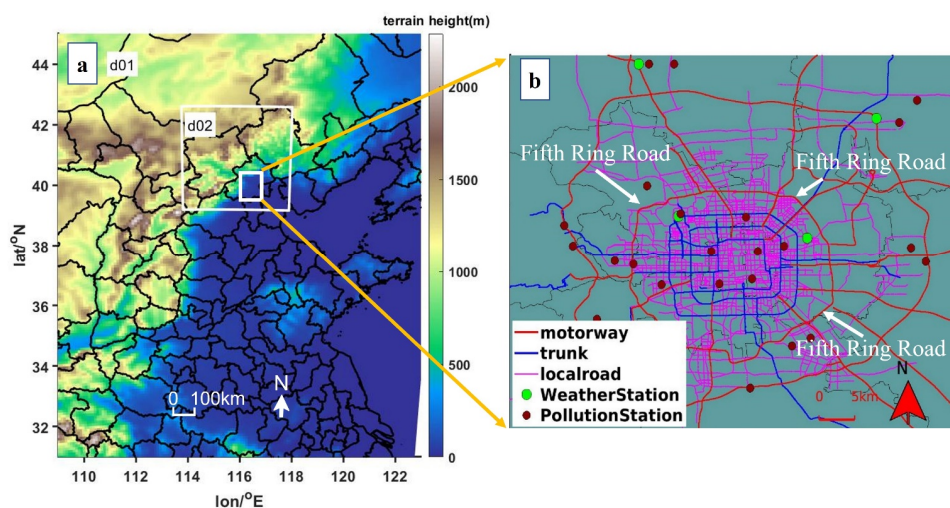 terrain height(m)
a
d01
d02
44
42
40
38
36
34
32
lat/°N
110
112
114
116
118
120
122
lon/°E
0 100km
N
2000
1500
1000
500
0
b
Fifth Ring Road
Fifth Ring Road
Fifth Ring Road
motorway
trunk
localroad
WeatherStation
PollutionStation
0 5km
N